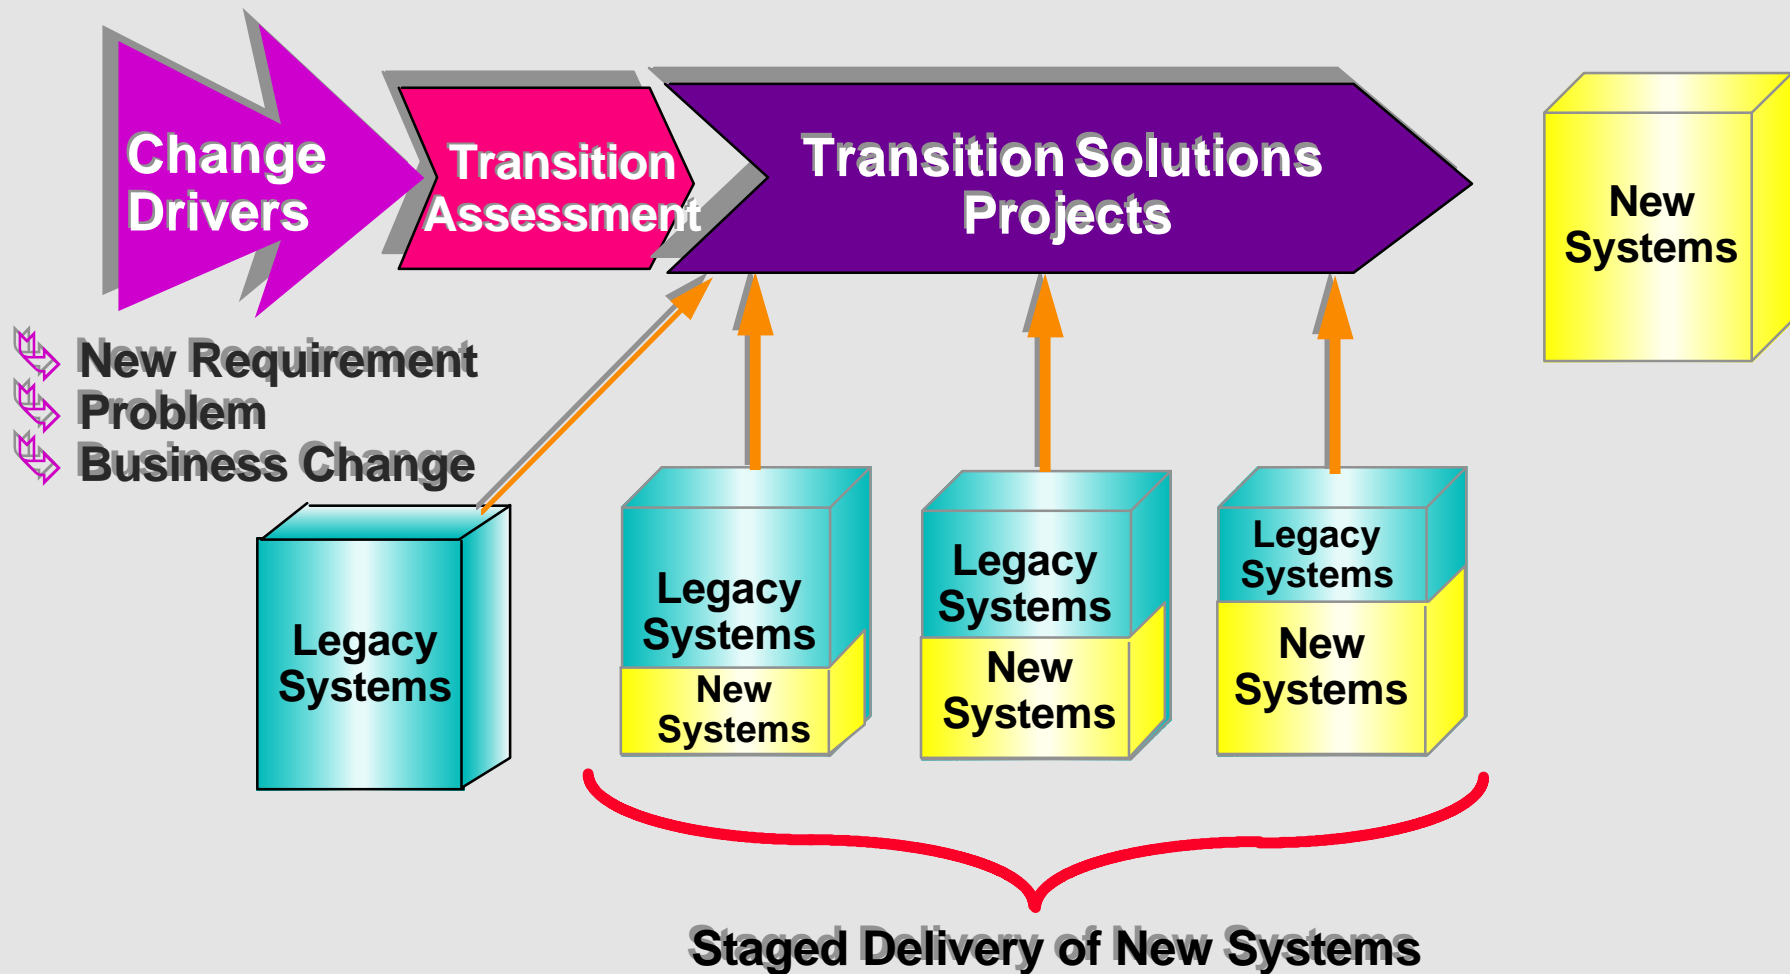 Change
Drivers
Transition
Assessment
Transition Solutions
Projects
New
Systems
New Requirement
Problem
Business Change
Legacy
Systems
Legacy
Systems
New
Systems
Legacy
Systems
New
Systems
Legacy
Systems
New
Systems
Staged Delivery of New Systems